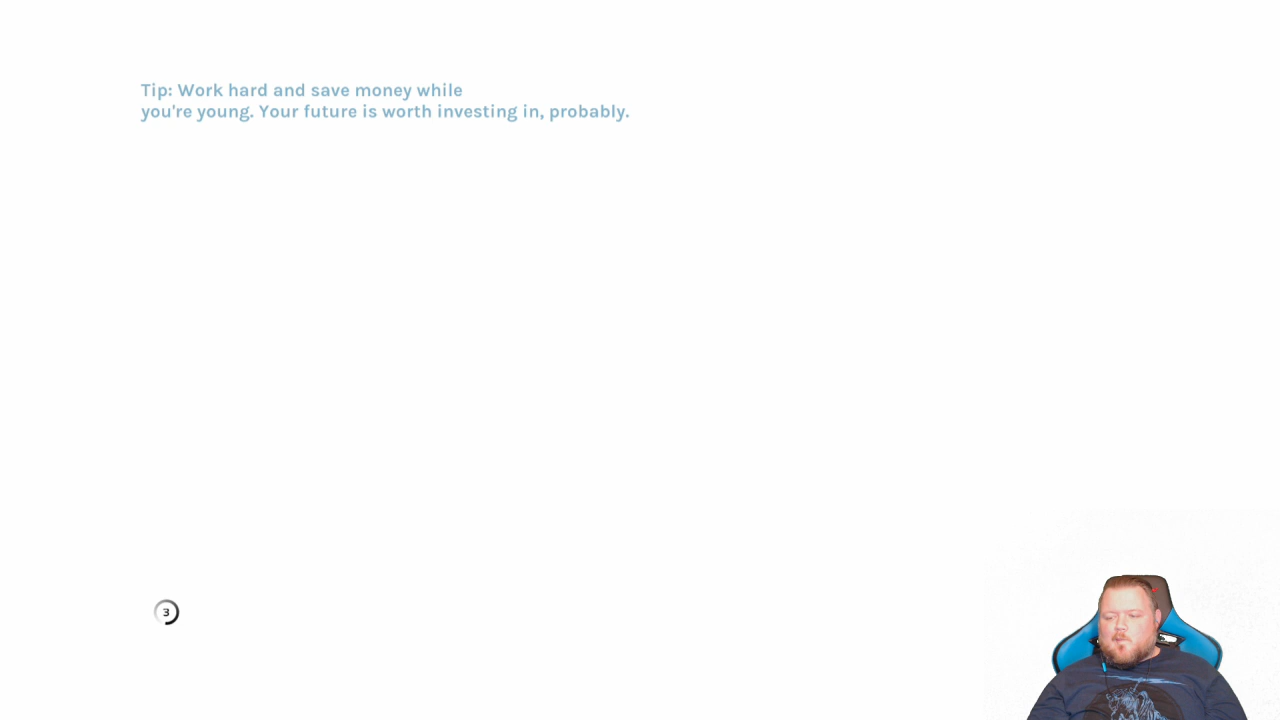 Tip: Work hard and save money while
you're young. Your future is worth investing in, probably.
3